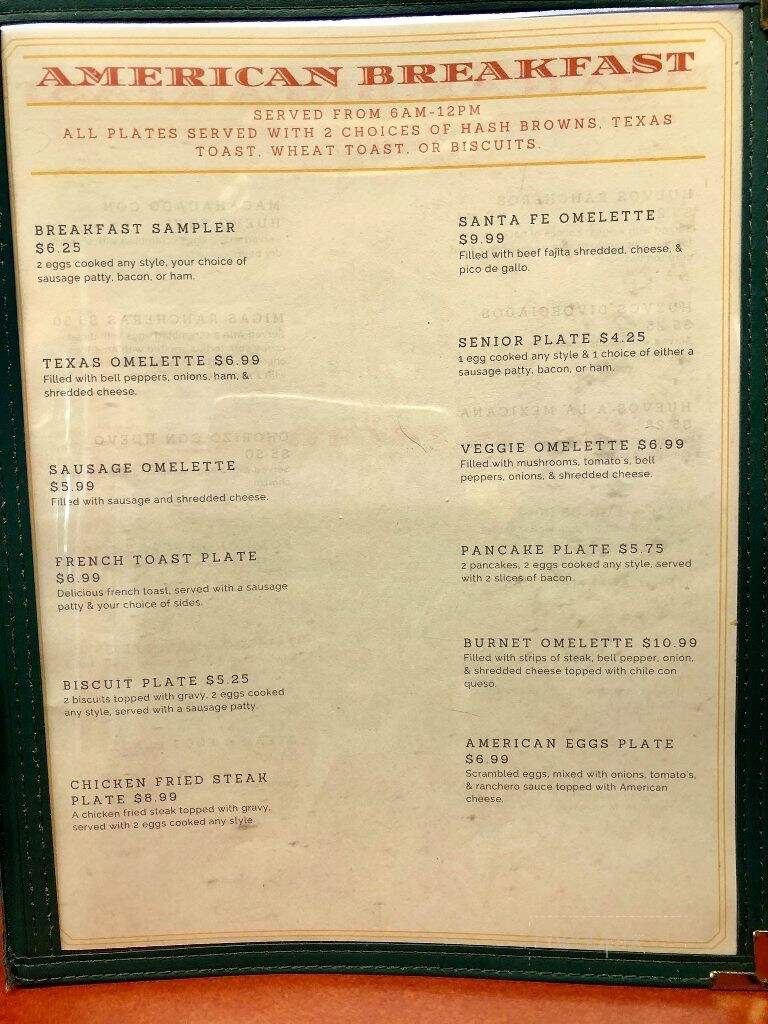 AMERICAN BREAKFAST
SERVED FROM 6AM-12PM
ALL PLATES SERVED WITH 2 CHOICES OF HASH BROWNS, TEXAS
TOAST, WHEAT TOAST, OR BISCUITS.
BREAKFAST SAMPLER
$6.25
2 eggs cooked any style, your choice of
sausage patty, bacon, or ham.
TEXAS OMELETTE $6.99
Filled with bell peppers, onions, ham, &
shredded cheese.
SAUSAGE OMELETTE
$5.99
Filled with sausage and shredded cheese.
FRENCH TOAST PLATE
$6.99
Delicious french toast, served with a sausage
patty & your choice of sides.
BISCUIT PLATE $5.25
2 biscuits topped with gravy, 2 eggs cooked
any style, served with a sausage patty.
CHICKEN FRIED STEAK
PLATE $8.99
A chicken fried steak topped with gravy,
served with 2 eggs cooked any style.
SANTA FE OMELETTE
$9.99
Filled with beef fajita shredded, cheese, &
pico de gallo.
SENIOR PLATE $4.25
1 egg cooked any style & 1 choice of either a
sausage patty, bacon, or ham.
VEGGIE OMELETTE $6.99
Filled with mushrooms, tomato's, bell
peppers, onions, & shredded cheese.
PANCAKE PLATE $5.75
2 pancakes, 2 eggs cooked any style, served
with 2 slices of bacon.
BURNET OMELETTE $10.99
Filled with strips of steak, bell pepper, onion,
& shredded cheese topped with chile con
queso.
AMERICAN EGGS PLATE
$6.99
Scrambled eggs, mixed with onions, tomato's,
& ranchero sauce topped with American
cheese.